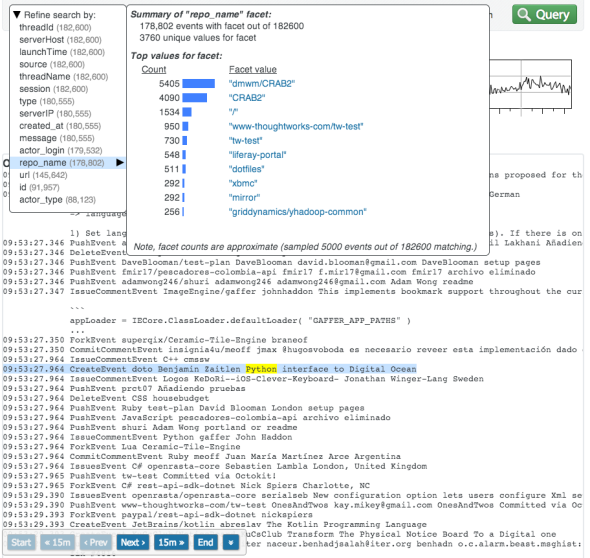 ▼ Refine search by:
threadId (182,600)
serverHost (182,600)
launchTime (182,600)
source (182,600)
threadName (182,600)
session (182,600)
type (180,555)
serverIP (180,555)
created_at (180,555)
message (180,555)
actor_login (179,532)
repo_name (178,802) ▶
url (145,642)
id (91,957)
actor_type (88,123)
Summary of "repo_name" facet:
178,802 events with facet out of 182600
3760 unique values for facet
Top values for facet:
Count Facet value
5405 "dmwm/CRAB2"
4090 "CRAB2"
1534 "/"
950 "www-thoughtworks-com/tw-test"
730 "tw-test"
548 "liferay-portal"
511 "dotfiles"
292 "xbmc"
292 "mirror"
256 "griddynamics/yhadoop-common"
Note, facet counts are approximate (sampled 5000 events out of 182600 matching.)
Query
ns proposed for th
German
-> language
1) Set lang
s). If there is on
09:53:27.346 PushEvent a
il Lakhani Añadien
09:53:27.346 DeleteEvent
09:53:27.346 PushEvent DaveBlooman/test-plan DaveBlooman david.blooman@gmail.com DaveBlooman setup pages
09:53:27.346 PushEvent fmir17/pescadores-colombia-api fmir17 f.mir17@gmail.com fmir17 archivo eliminado
09:53:27.346 PushEvent adamwong246/shuri adamwong246 adamwong246@gmail.com Adam Wong readme
09:53:27.347 IssueCommentEvent ImageEngine/gaffer johnhaddon This implements bookmark support throughout the cur
```
appLoader = IECore.ClassLoader.defaultLoader( "GAFFER_APP_PATHS" )
...
09:53:27.350 ForkEvent superqix/Ceramic-Tile-Engine braneof
09:53:27.350 CommitCommentEvent insignia4u/meoff jmax @hugosvoboda es necesario reveer esta implementación dado
09:53:27.964 IssueCommentEvent C++ cmssw
09:53:27.964 CreateEvent doto Benjamin Zaitlen Python interface to Digital Ocean
09:53:27.964 IssueCommentEvent Logos KeDoRi--iOS-Clever-Keyboard- Jonathan Winger-Lang Sweden
09:53:27.964 PushEvent prct07 Añadiendo pruebas
09:53:27.964 DeleteEvent CSS housebudget
09:53:27.964 PushEvent Ruby test-plan David Blooman London setup pages
09:53:27.964 PushEvent JavaScript pescadores-colombia-api archivo eliminado
09:53:27.964 PushEvent shuri Adam Wong portland or readme
09:53:27.964 IssueCommentEvent Python gaffer John Haddon
09:53:27.964 ForkEvent Lua Ceramic-Tile-Engine
09:53:27.964 CommitCommentEvent Ruby meoff Juan María Martínez Arce Argentina
09:53:27.964 IssuesEvent C# openrasta-core Sebastien Lambla London, United Kingdom
09:53:27.965 PushEvent tw-test Committed via Octokit!
09:53:27.965 ForkEvent C# rest-api-sdk-dotnet Nick Spiers Charlotte, NC
09:53:29.390 IssuesEvent openrasta/openrasta-core serialseb New configuration option lets users configure Xml se
09:53:29.390 PushEvent www-thoughtworks-com/tw-test OnesAndTwos kay.mikey@gmail.com OnesAndTwos Committed via Oc
09:53:29.393 ForkEvent paypal/rest-api-sdk-dotnet nickspiers
09:53:29.393 CreateEvent JetBrains/kotlin abreslav The Kotlin Programming Language
uCsClub Transform The Physical Notice Board To a Digital one
ter naceur.benhadjsalah@iter.org benhadn o.c.alarm.beast.msghist:
Start « 15m ‹ Prev Next › 15m » End